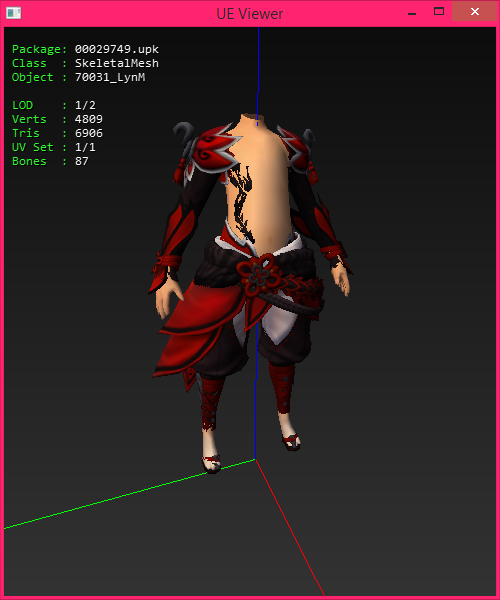 UE Viewer
Package: 00029749.upk
Class  : SkeletalMesh
Object : 70031_LynM
LOD    : 1/2
Verts  : 4809
Tris   : 6906
UV Set : 1/1
Bones  : 87